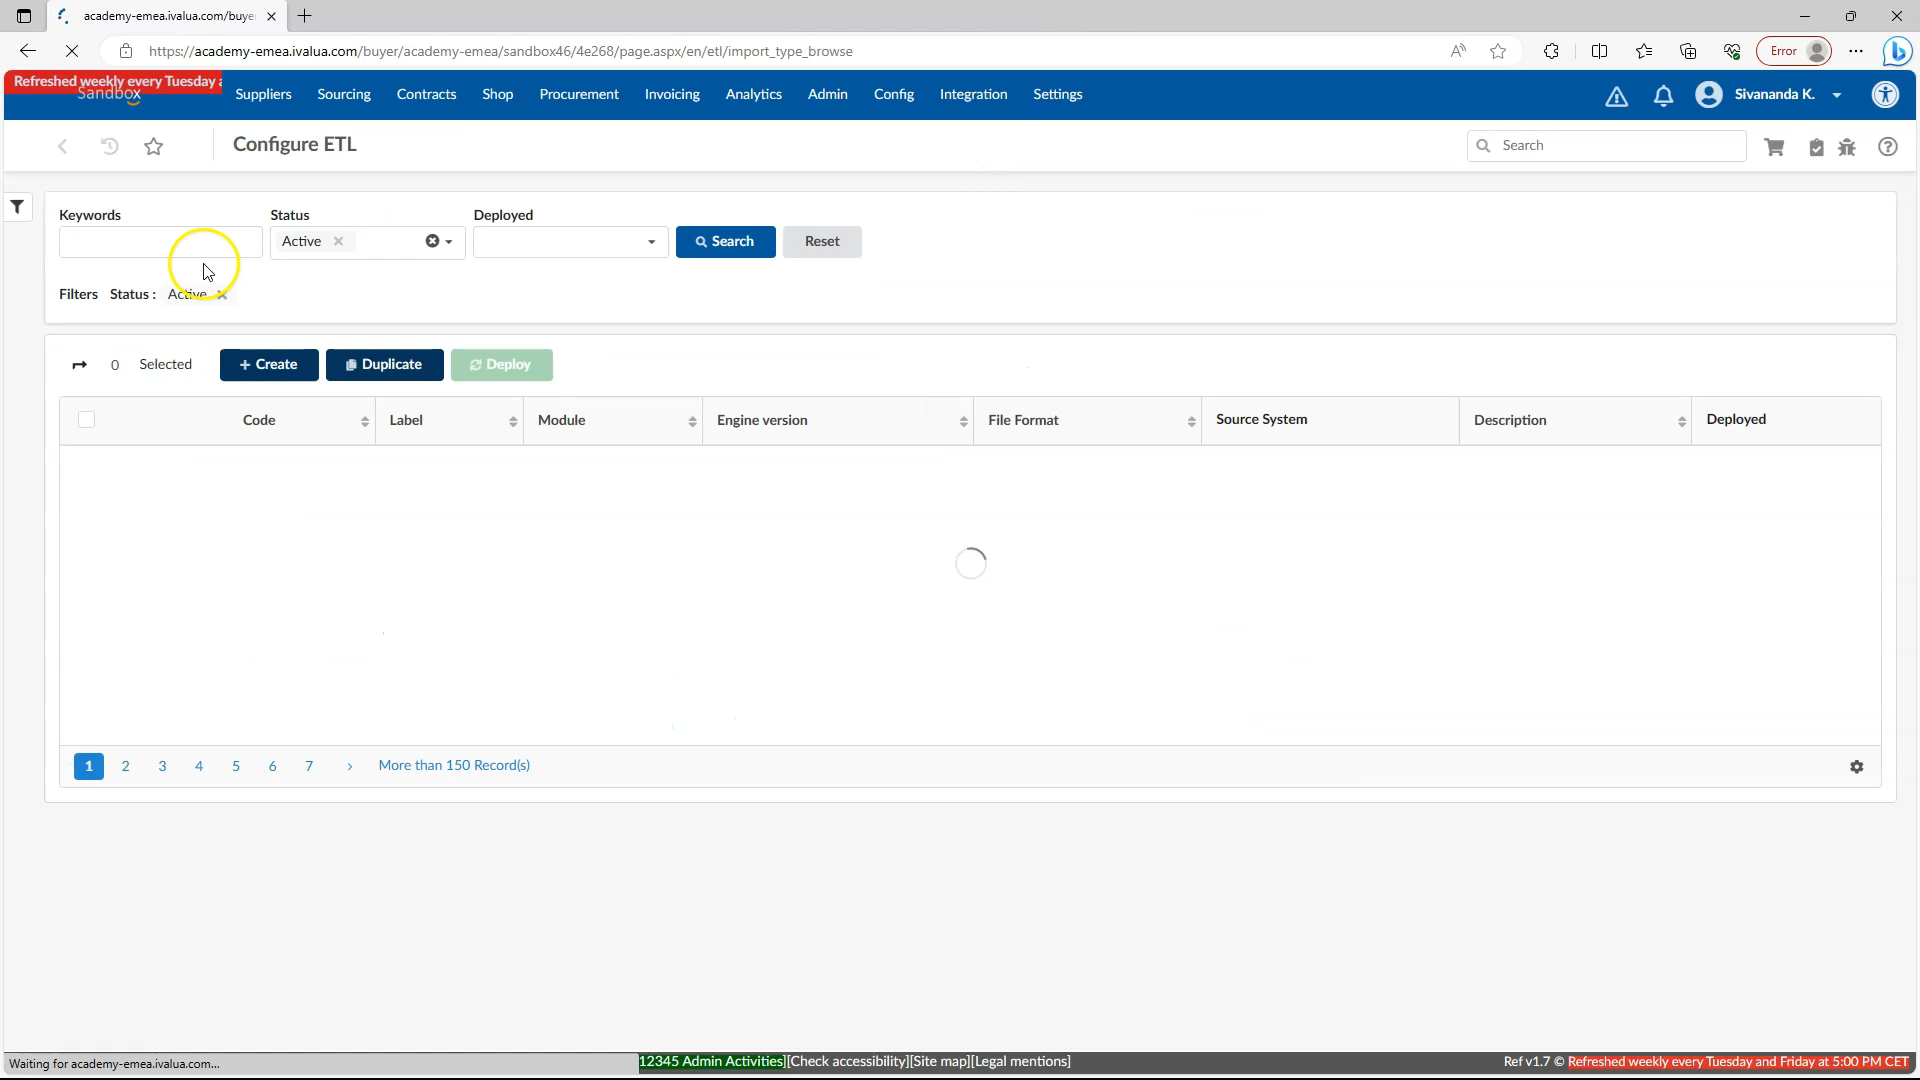 academy-emea.ivalua.com/buye
https://academy-emea.ivalua.com/buyer/academy-emea/sandbox46/4e268/page.aspx/en/etl/import_type_browse
Error
Refreshed weekly every Tuesday a
Sandbox
Suppliers Sourcing Contracts Shop Procurement Invoicing Analytics Admin Config Integration Settings
Sivananda K.
Configure ETL
Search
Keywords Status Deployed
Active
Search Reset
Filters Status : Active
0 Selected Create Duplicate Deploy
Code Label Module Engine version File Format Source System Description Deployed
1 2 3 4 5 6 7 > More than 150 Record(s)
Waiting for academy-emea.ivalua.com...
12345 Admin Activities][Check accessibility][Site map][Legal mentions]
Ref v1.7 © Refreshed weekly every Tuesday and Friday at 5:00 PM CET